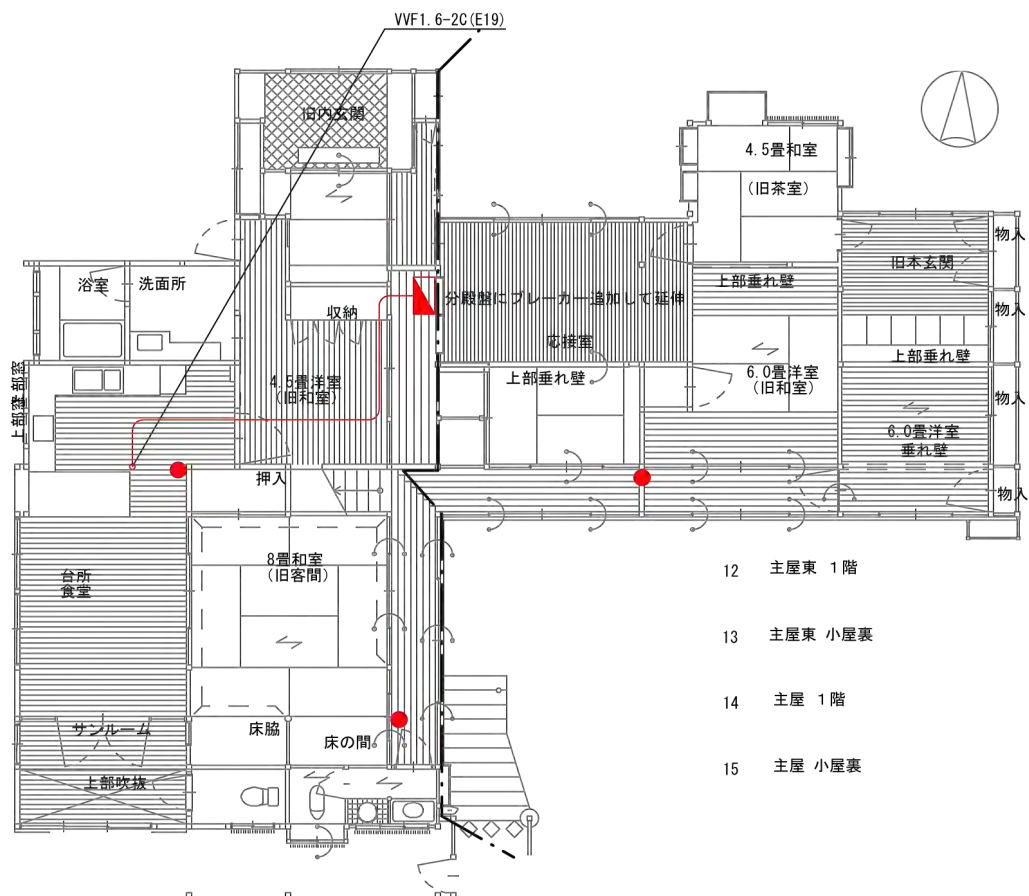 VVF1.6-2C(E19)
旧内玄関
4.5畳和室
(旧茶室)
物入
旧本玄関
浴室
洗面所
上部垂れ壁
分殿盤にブレーカー追加して延伸
収納
物入
応接室
上部垂れ壁
上部垂れ壁
6.0畳洋室
(旧和室)
4.5畳洋室
(旧和室)
物入
6.0畳洋室
垂れ壁
押入
物入
8畳和室
(旧客間)
台所
食堂
12 主屋東 1階
13 主屋東 小屋裏
14 主屋 1階
15 主屋 小屋裏
サンルーム
床脇
床の間
上部吹抜